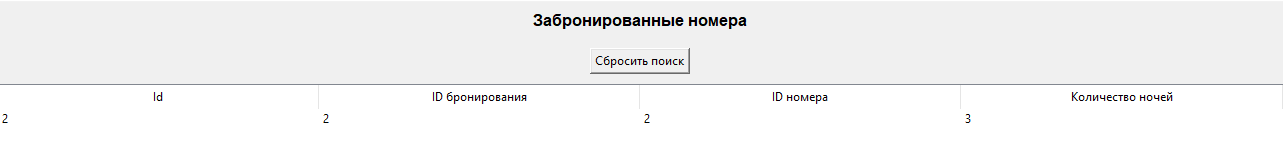 Забронированные номера
Сбросить поиск
Id ID бронирования ID номера Количество ночей
2 2 2 3